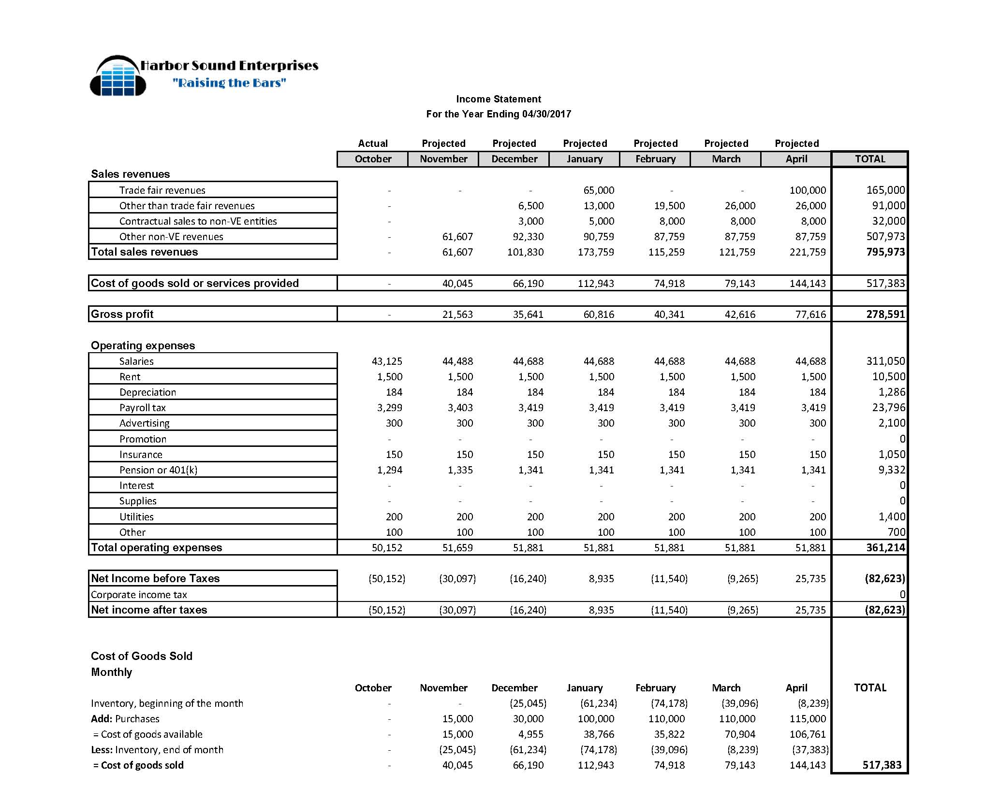 Harbor Sound Enterprises
"Raising the Bars"
Income Statement
For the Year Ending 04/30/2017
Actual Projected Projected Projected Projected Projected Projected
October November December January February March April TOTAL
Sales revenues
Trade fair revenues - - - 65,000 - - 100,000 165,000
Other than trade fair revenues - 6,500 13,000 19,500 26,000 26,000 91,000
Contractual sales to non-VE entities - 3,000 5,000 8,000 8,000 8,000 32,000
Other non-VE revenues - 61,607 92,330 90,759 87,759 87,759 87,759 507,973
Total sales revenues - 61,607 101,830 173,759 115,259 121,759 221,759 795,973
Cost of goods sold or services provided - 40,045 66,190 112,943 74,918 79,143 144,143 517,383
Gross profit - 21,563 35,641 60,816 40,341 42,616 77,616 278,591
Operating expenses
Salaries 43,125 44,488 44,688 44,688 44,688 44,688 44,688 311,050
Rent 1,500 1,500 1,500 1,500 1,500 1,500 1,500 10,500
Depreciation 184 184 184 184 184 184 184 1,286
Payroll tax 3,299 3,403 3,419 3,419 3,419 3,419 3,419 23,796
Advertising 300 300 300 300 300 300 300 2,100
Promotion - - - - - - - 0
Insurance 150 150 150 150 150 150 150 1,050
Pension or 401(k) 1,294 1,335 1,341 1,341 1,341 1,341 1,341 9,332
Interest - - - - - - - 0
Supplies - - - - - - - 0
Utilities 200 200 200 200 200 200 200 1,400
Other 100 100 100 100 100 100 100 700
Total operating expenses 50,152 51,659 51,881 51,881 51,881 51,881 51,881 361,214
Net Income before Taxes (50,152) (30,097) (16,240) 8,935 (11,540) (9,265) 25,735 (82,623)
Corporate income tax 0
Net income after taxes (50,152) (30,097) (16,240) 8,935 (11,540) (9,265) 25,735 (82,623)
Cost of Goods Sold
Monthly
October November December January February March April TOTAL
Inventory, beginning of the month - - (25,045) (61,234) (74,178) (39,096) (8,239)
Add: Purchases - 15,000 30,000 100,000 110,000 110,000 115,000
= Cost of goods available - 15,000 4,955 38,766 35,822 70,904 106,761
Less: Inventory, end of month - (25,045) (61,234) (74,178) (39,096) (8,239) (37,383)
= Cost of goods sold - 40,045 66,190 112,943 74,918 79,143 144,143 517,383